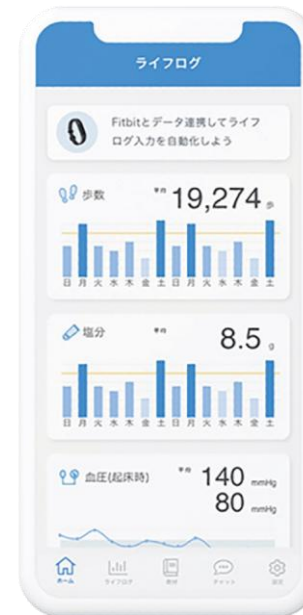 ライフログ
Fitbitとデータ連携してライフ
ログ入力を自動化しよう
歩数 平均 19,274 歩
日 月 火 水 木 金 土 日 月 火 水 木 金 土
塩分 平均 8.5 g
日 月 火 水 木 金 土 日 月 火 水 木 金 土
血圧(起床時) 平均 140 mmHg
80 mmHg
ホーム ライフログ 教材 チャット 設定